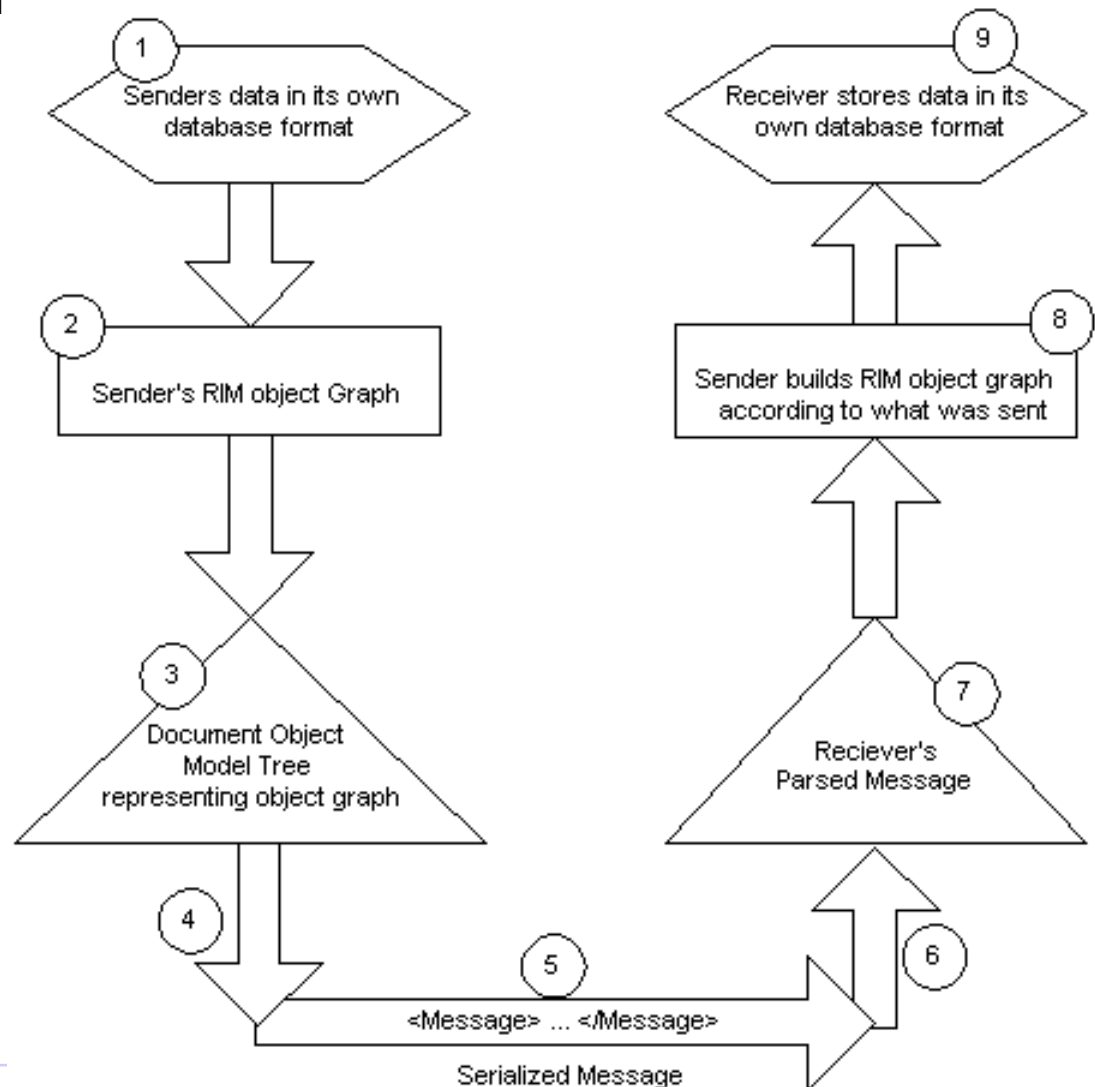 1
Senders data in its own
database format
2
Sender's RIM object Graph
3
Document Object
Model Tree
representing object graph
4
5
<Message> ... </Message>
Serialized Message
6
7
Reciever's
Parsed Message
8
Sender builds RIM object graph
according to what was sent
9
Receiver stores data in its
own database format